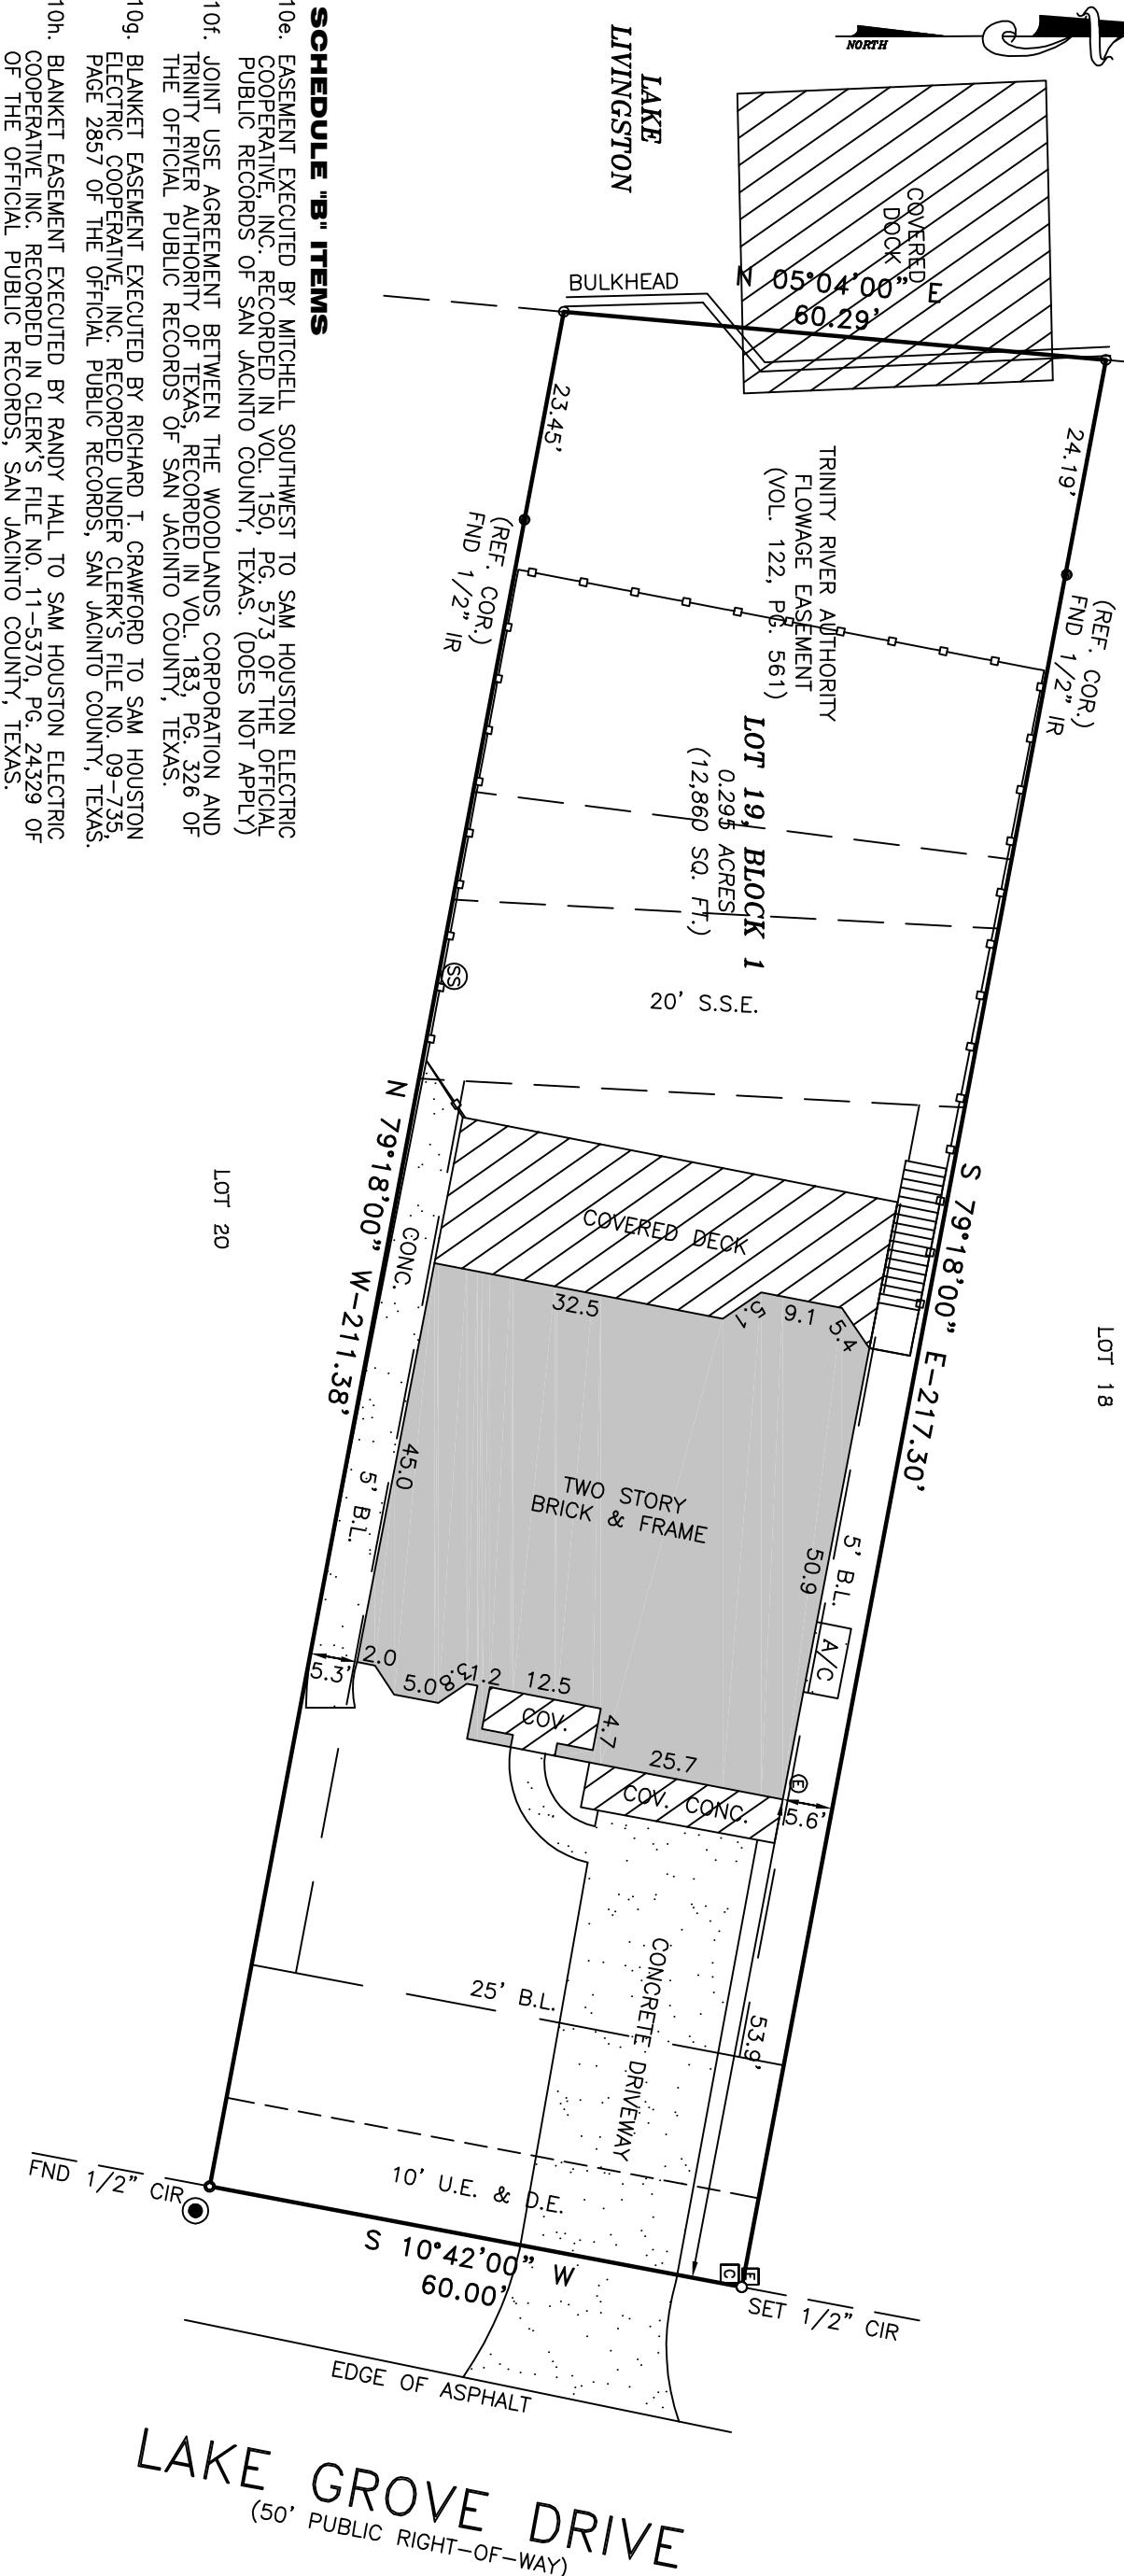 NORTH
LAKE
LIVINGSTON
COVERED
DOCK
BULKHEAD
N 05°04'00" E
60.29'
23.45'
24.19'
(REF. COR.)
FND 1/2" IR
(REF. COR.)
FND 1/2" IR
TRINITY RIVER AUTHORITY
FLOWAGE EASEMENT
(VOL. 122, PG. 561)
LOT 19, BLOCK 1
0.295 ACRES
(12,860 SQ. FT.)
20' S.S.E.
SS
S 79°18'00" E-217.30'
N 79°18'00" W-211.38'
LOT 18
LOT 20
COVERED DECK
CONC.
32.5
5.1
9.1
5.4
45.0
5' B.L.
TWO STORY
BRICK & FRAME
50.9
5' B.L.
A/C
E
5.3'
2.0
5.0
3.8
1.2
12.5
COV.
4.7
25.7
COV. CONC.
5.6'
CONCRETE DRIVEWAY
53.9'
25' B.L.
10' U.E. & D.E.
S 10°42'00" W
60.00'
FND 1/2" CIR
C
E
SET 1/2" CIR
EDGE OF ASPHALT
LAKE GROVE DRIVE
(50' PUBLIC RIGHT-OF-WAY)
SCHEDULE "B" ITEMS
10e. EASEMENT EXECUTED BY MITCHELL SOUTHWEST TO SAM HOUSTON ELECTRIC
COOPERATIVE, INC. RECORDED IN VOL. 150, PG. 573 OF THE OFFICIAL
PUBLIC RECORDS OF SAN JACINTO COUNTY, TEXAS. (DOES NOT APPLY)
10f. JOINT USE AGREEMENT BETWEEN THE WOODLANDS CORPORATION AND
TRINITY RIVER AUTHORITY OF TEXAS, RECORDED IN VOL. 183, PG. 326 OF
THE OFFICIAL PUBLIC RECORDS OF SAN JACINTO COUNTY, TEXAS.
10g. BLANKET EASEMENT EXECUTED BY RICHARD T. CRAWFORD TO SAM HOUSTON
ELECTRIC COOPERATIVE, INC. RECORDED UNDER CLERK'S FILE NO. 09-735,
PAGE 2857 OF THE OFFICIAL PUBLIC RECORDS, SAN JACINTO COUNTY, TEXAS.
10h. BLANKET EASEMENT EXECUTED BY RANDY HALL TO SAM HOUSTON ELECTRIC
COOPERATIVE INC. RECORDED IN CLERK'S FILE NO. 11-5370, PG. 24329 OF
OF THE OFFICIAL PUBLIC RECORDS, SAN JACINTO COUNTY, TEXAS.